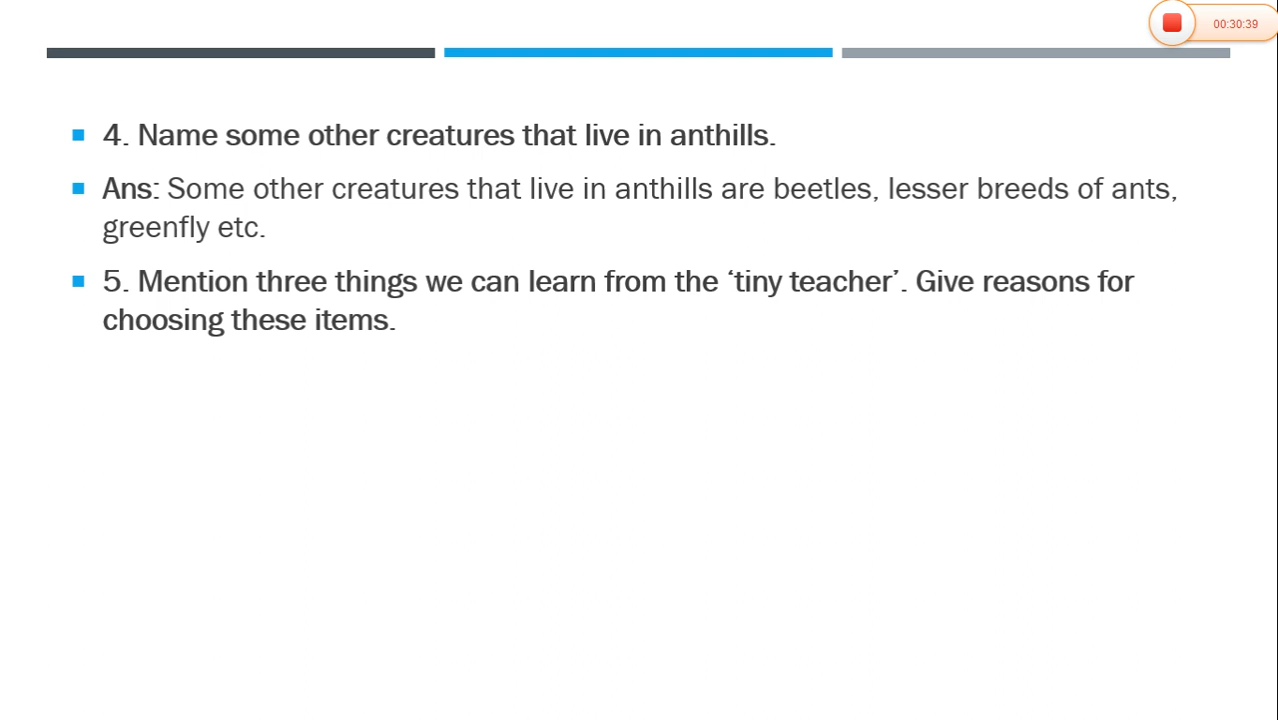 00:30:39
4. Name some other creatures that live in anthills.
Ans: Some other creatures that live in anthills are beetles, lesser breeds of ants,
greenfly etc.
5. Mention three things we can learn from the ‘tiny teacher’. Give reasons for
choosing these items.